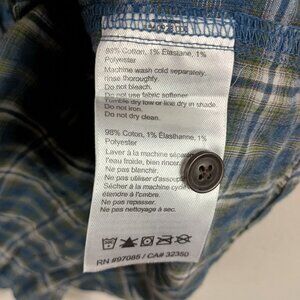 98% Cotton, 1% Elastane, 1%
Polyester
Machine wash cold separately,
rinse thoroughly.
Do not bleach.
Do not use fabric softener.
Tumble dry low or line dry in shade.
Do not iron.
Do not dry clean.
98% Coton, 1% Élasthanne, 1%
Polyester
Laver à la machine
l'eau froide, bien rincer.
Ne pas blanchir.
Ne pas utiliser
Sécher à la machine
étendre à l'ombre.
Ne pas repasser.
Ne pas nettoyage à sec.
RN #97085 / CA# 32350